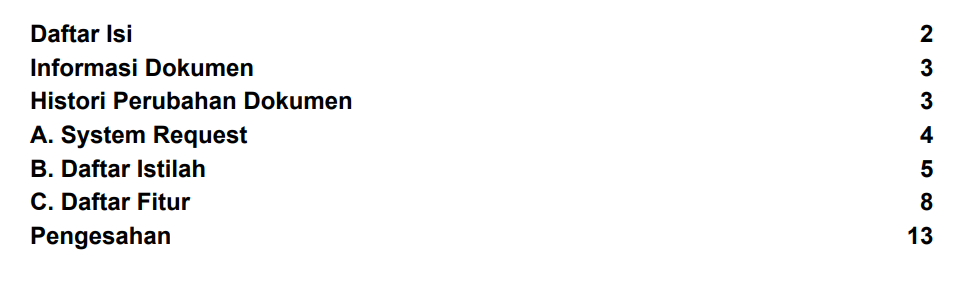 Daftar Isi 2
Informasi Dokumen 3
Histori Perubahan Dokumen 3
A. System Request 4
B. Daftar Istilah 5
C. Daftar Fitur 8
Pengesahan 13